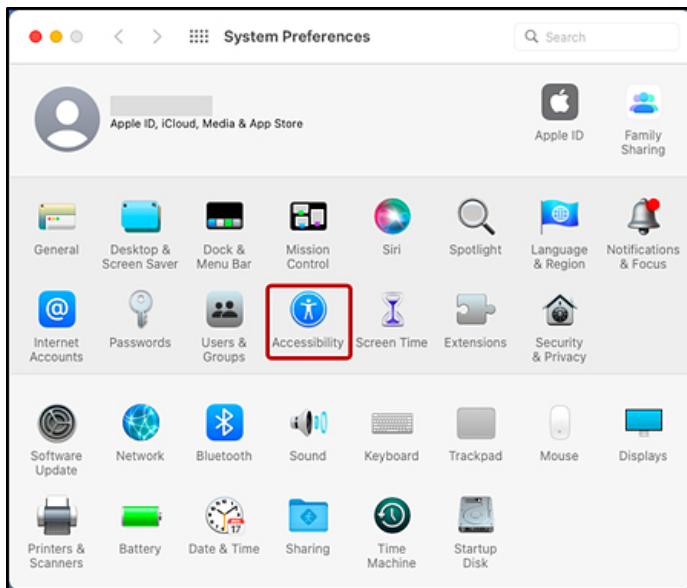 System Preferences
Search
Apple ID, iCloud, Media & App Store
Apple ID
Family
Sharing
General
Desktop &
Screen Saver
Dock &
Menu Bar
Mission
Control
Siri
Spotlight
Language
& Region
Notifications
& Focus
Internet
Accounts
Passwords
Users &
Groups
Accessibility
Screen Time
Extensions
Security
& Privacy
Software
Update
Network
Bluetooth
Sound
Keyboard
Trackpad
Mouse
Displays
Printers &
Scanners
Battery
17
Date & Time
Sharing
Time
Machine
Startup
Disk